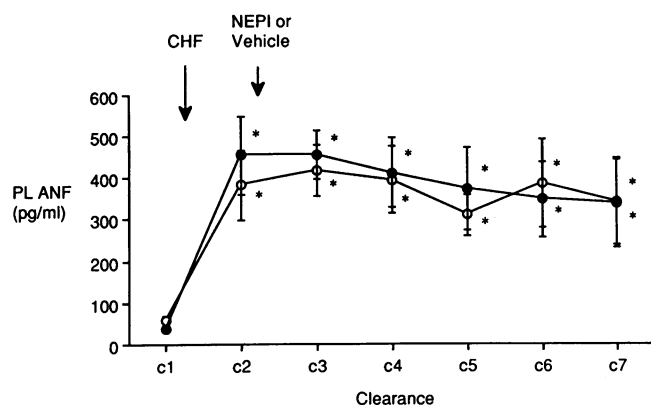 NEPI or
CHF Vehicle
600
500
400
300
200
100
0
PL ANF
(pg/ml)
* * * * * *
* * * * * *
c1 c2 c3 c4 c5 c6 c7
Clearance